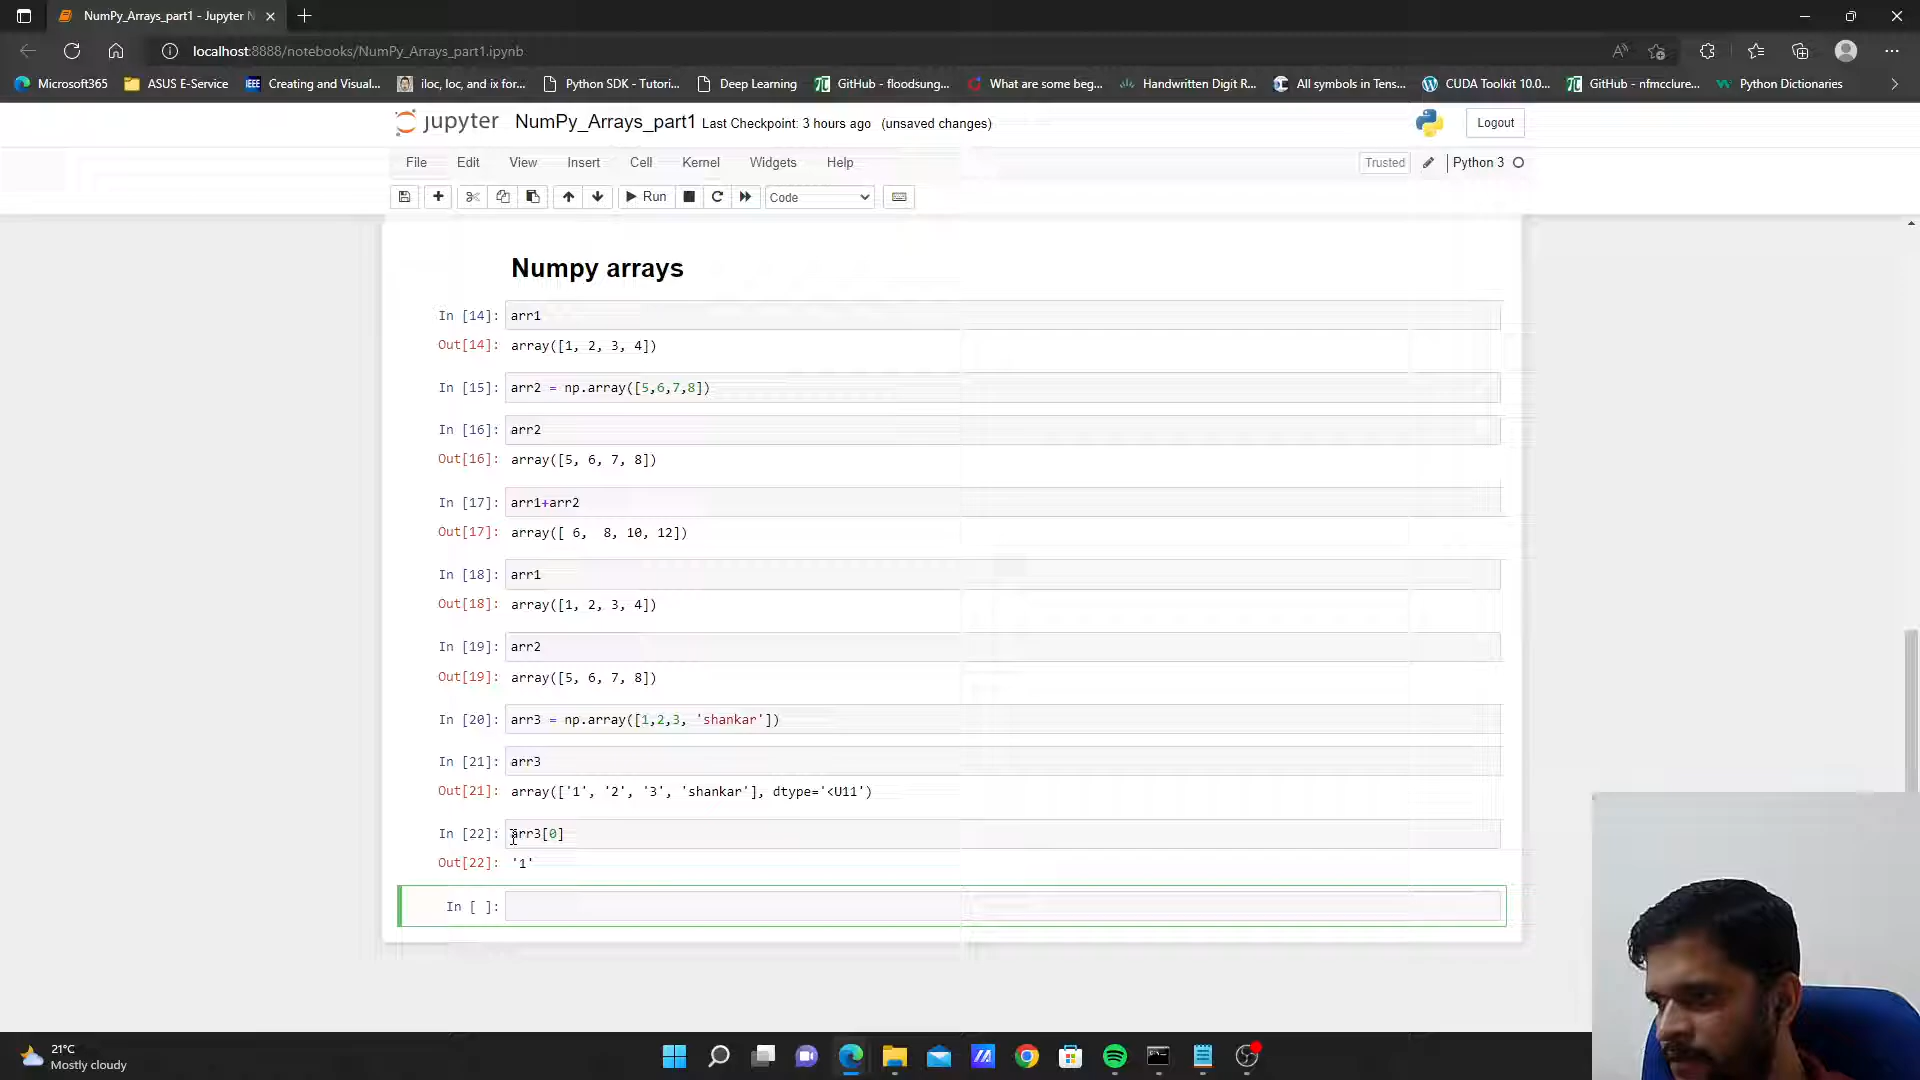 NumPy_Arrays_part1 - Jupyter N
localhost:8888/notebooks/NumPy_Arrays_part1.ipynb
Microsoft365 ASUS E-Service IEEE Creating and Visual... iloc, loc, and ix for... Python SDK - Tutori... Deep Learning GitHub - floodsung... What are some beg... Handwritten Digit R... All symbols in Tens... CUDA Toolkit 10.0... GitHub - nfmcclure... Python Dictionaries
jupyter NumPy_Arrays_part1 Last Checkpoint: 3 hours ago (unsaved changes) Logout
File Edit View Insert Cell Kernel Widgets Help Trusted Python 3
Run Code
Numpy arrays
In [14]: arr1
Out[14]: array([1, 2, 3, 4])
In [15]: arr2 = np.array([5,6,7,8])
In [16]: arr2
Out[16]: array([5, 6, 7, 8])
In [17]: arr1+arr2
Out[17]: array([ 6,  8, 10, 12])
In [18]: arr1
Out[18]: array([1, 2, 3, 4])
In [19]: arr2
Out[19]: array([5, 6, 7, 8])
In [20]: arr3 = np.array([1,2,3, 'shankar'])
In [21]: arr3
Out[21]: array(['1', '2', '3', 'shankar'], dtype='<U11')
In [22]: arr3[0]
Out[22]: '1'
In [ ]:
21°C
Mostly cloudy